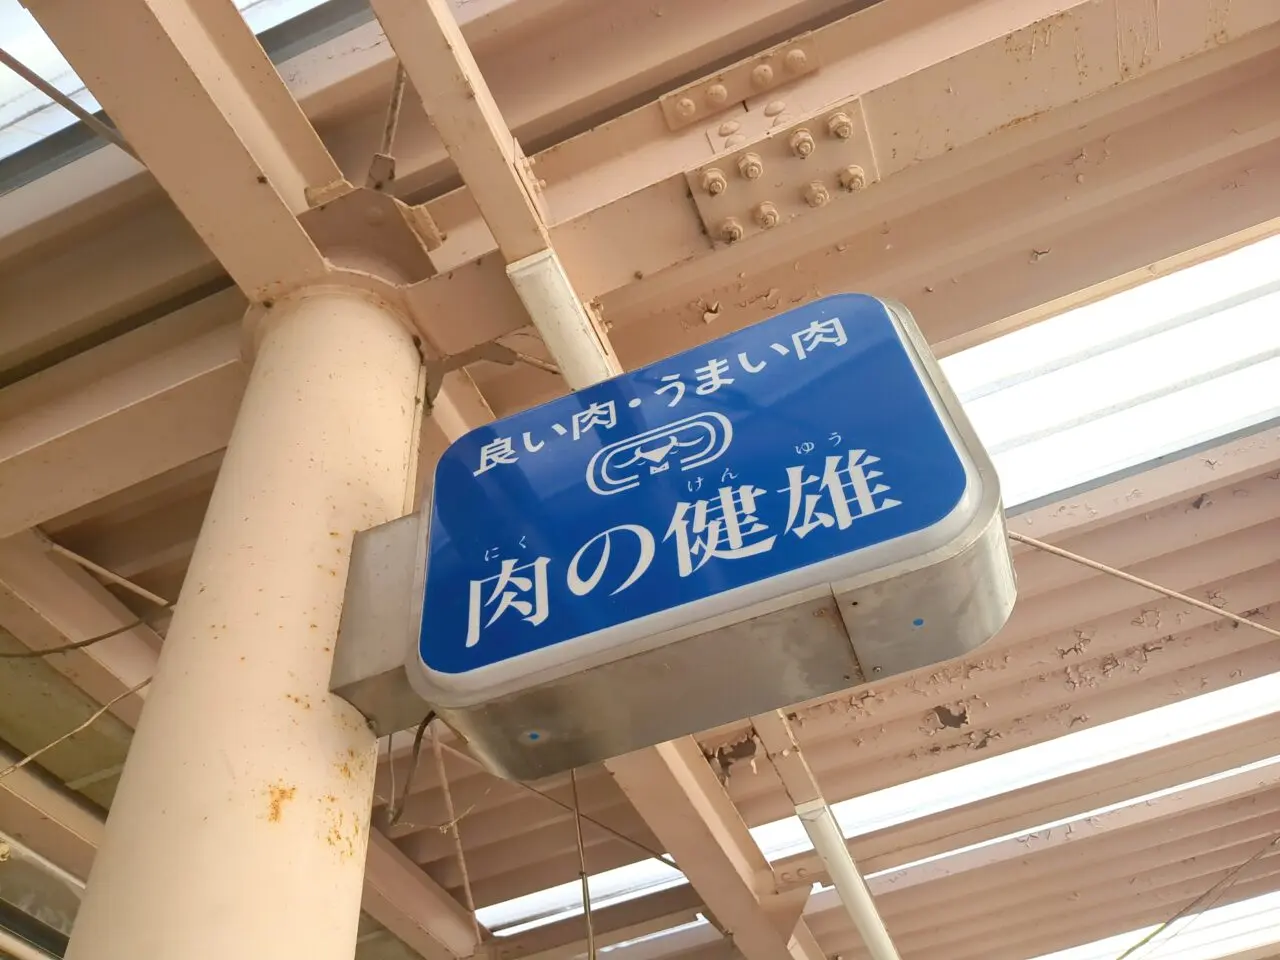 良い肉・うまい肉
にく けん ゆう
肉の健雄